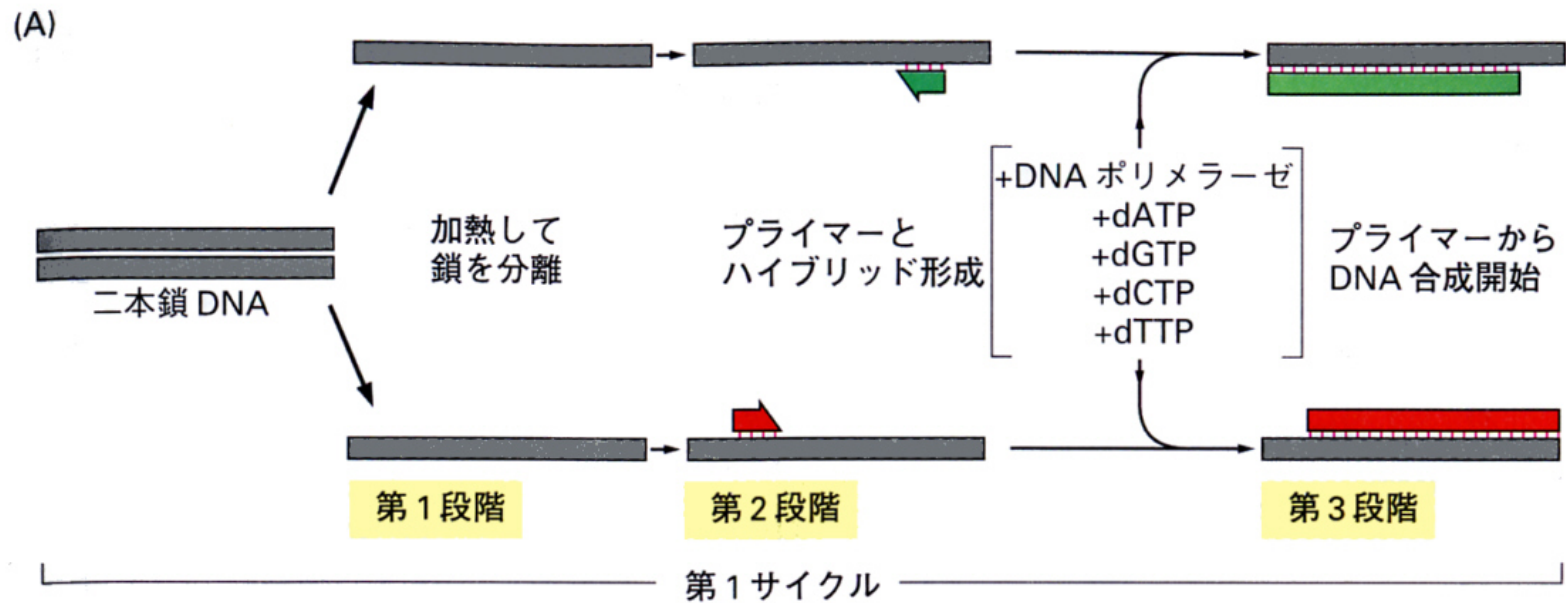 (A)
加熱して
鎖を分離
プライマーと
ハイブリッド形成
+DNA ポリメラーゼ
+dATP
+dGTP
+dCTP
+dTTP
プライマーから
DNA 合成開始
二本鎖 DNA
第1段階
第2段階
第3段階
第1サイクル